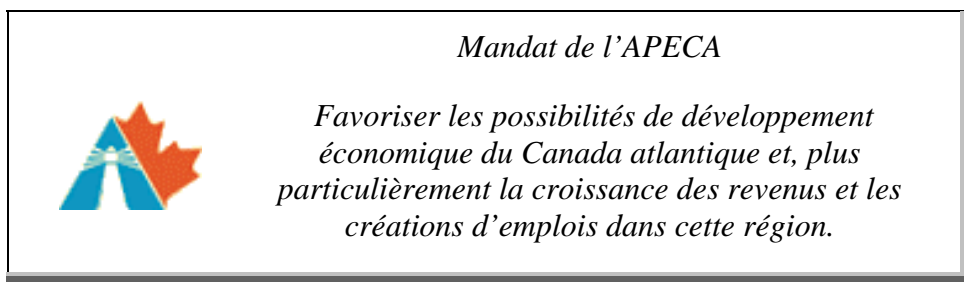 Mandat de l’APECA
Favoriser les possibilités de développement
économique du Canada atlantique et, plus
particulièrement la croissance des revenus et les
créations d’emplois dans cette région.